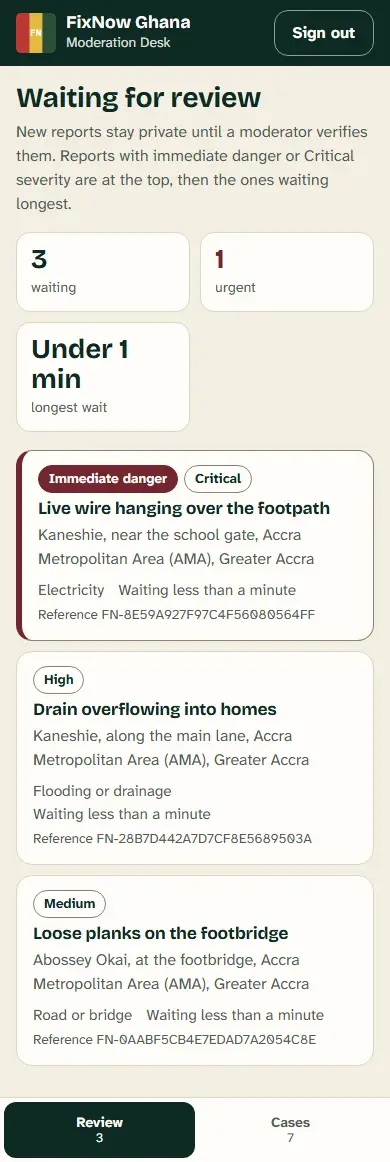 FN
FixNow Ghana
Moderation Desk
Sign out
Waiting for review
New reports stay private until a moderator verifies
them. Reports with immediate danger or Critical
severity are at the top, then the ones waiting
longest.
3
waiting
1
urgent
Under 1
min
longest wait
Immediate danger
Critical
Live wire hanging over the footpath
Kaneshie, near the school gate, Accra
Metropolitan Area (AMA), Greater Accra
Electricity Waiting less than a minute
Reference FN-8E59A927F97C4F56080564FF
High
Drain overflowing into homes
Kaneshie, along the main lane, Accra
Metropolitan Area (AMA), Greater Accra
Flooding or drainage
Waiting less than a minute
Reference FN-28B7D442A7D7CF8E5689503A
Medium
Loose planks on the footbridge
Abossey Okai, at the footbridge, Accra
Metropolitan Area (AMA), Greater Accra
Road or bridge Waiting less than a minute
Reference FN-0AABF5CB4E7EDAD7A2054C8E
Review
3
Cases
7